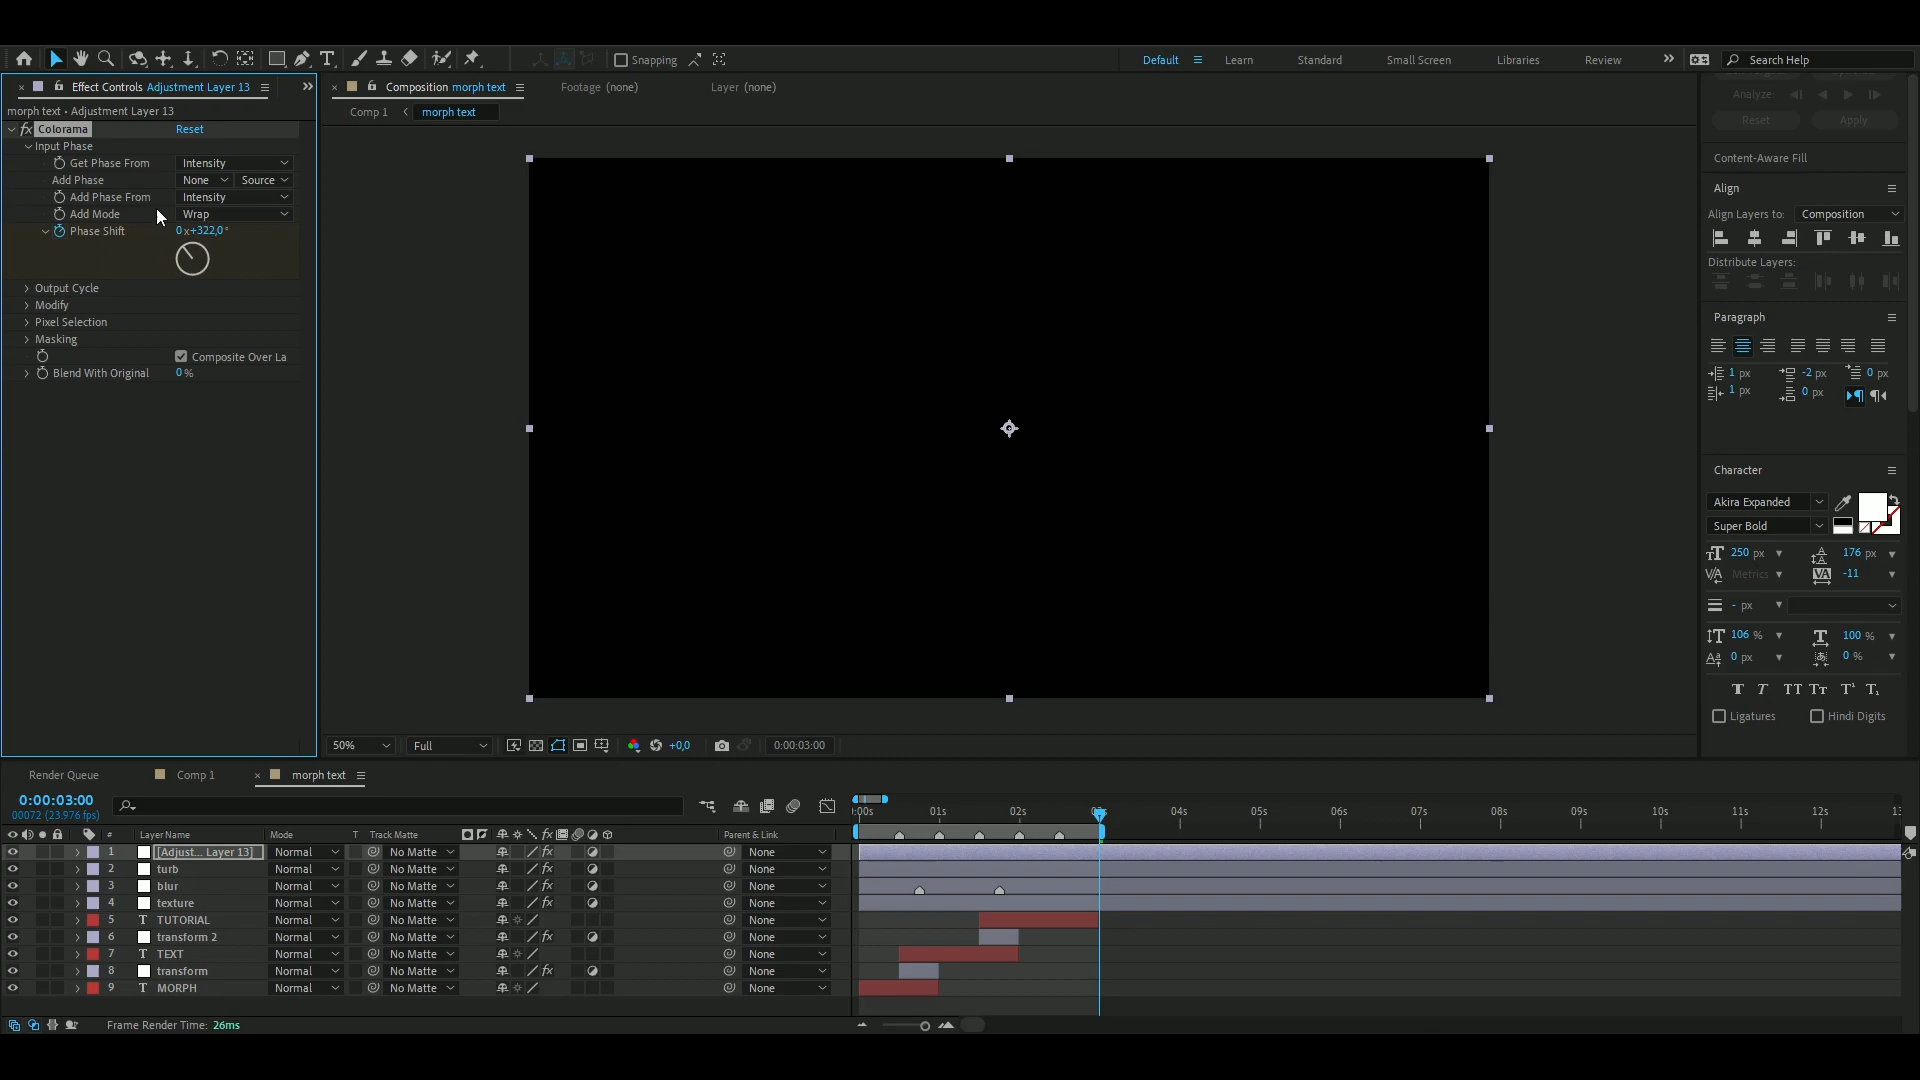 Snapping
Default
Learn
Standard
Small Screen
Libraries
Review
Search Help
Effect Controls Adjustment Layer 13
Composition morph text
Footage (none)
Layer (none)
Analyze:
morph text • Adjustment Layer 13
Comp 1
morph text
Reset
Apply
fx Colorama
Reset
Input Phase
Get Phase From
Intensity
Add Phase
None
Source
Add Phase From
Intensity
Add Mode
Wrap
Phase Shift
0x+322,0°
Output Cycle
Modify
Pixel Selection
Masking
Composite Over La
Blend With Original
0 %
Content-Aware Fill
Align
Align Layers to:
Composition
Distribute Layers:
Paragraph
1 px
-2 px
0 px
1 px
0 px
Character
Akira Expanded
Super Bold
250 px
176 px
Metrics
-11
- px
106 %
100 %
0 px
0 %
Ligatures
Hindi Digits
50%
Full
+0,0
0:00:03:00
Render Queue
Comp 1
morph text
0:00:03:00
00072 (23.976 fps)
:00s
01s
02s
04s
05s
06s
07s
08s
09s
10s
11s
12s
#
Layer Name
Mode
T
Track Matte
Parent & Link
1
[Adjust... Layer 13]
Normal
No Matte
None
2
turb
Normal
No Matte
None
3
blur
Normal
No Matte
None
4
texture
Normal
No Matte
None
5
TUTORIAL
Normal
No Matte
None
6
transform 2
Normal
No Matte
None
7
TEXT
Normal
No Matte
None
8
transform
Normal
No Matte
None
9
MORPH
Normal
No Matte
None
Frame Render Time: 26ms